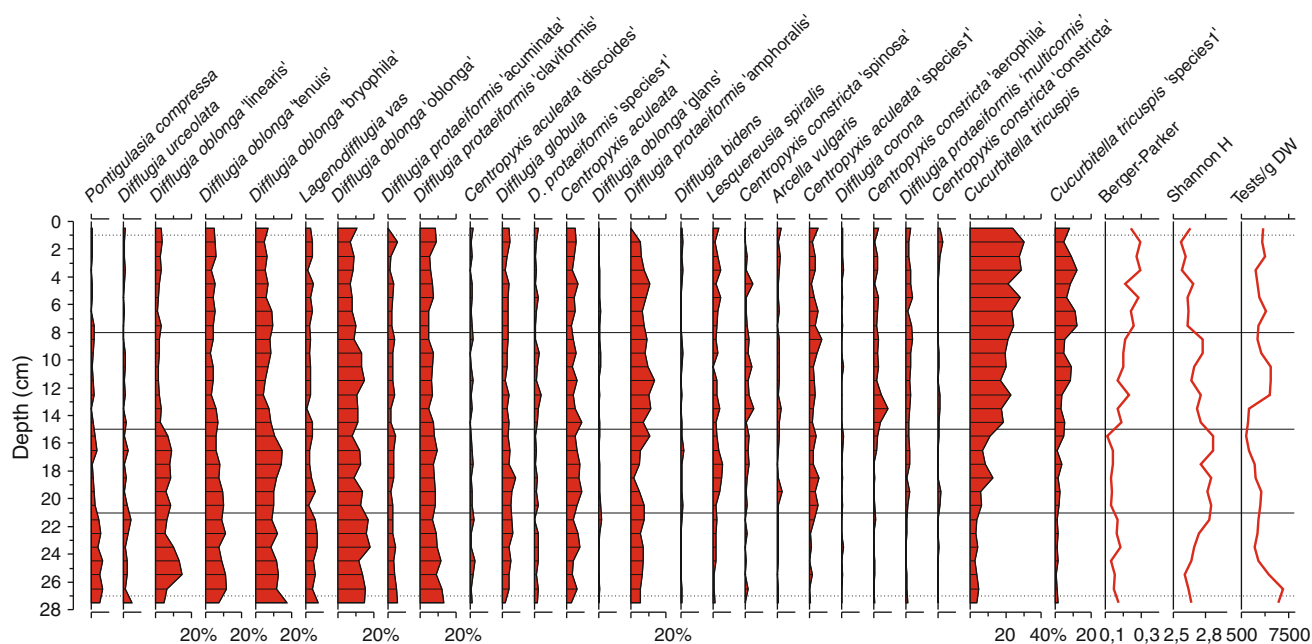 Pontigulasia compressa
Difflugia urceolata
Difflugia oblonga 'linearis'
Difflugia oblonga 'tenuis'
Difflugia oblonga 'bryophila'
Lagenodifflugia vas
Difflugia oblonga' oblonga'
Difflugia protaeiformis 'acuminata'
Difflugia protaeiformis 'claviformis'
Centropyxis aculeata 'discoides'
Difflugia globula
D. protaeiformis 'species1'
Centropyxis aculeata
Difflugia oblonga 'glans'
Difflugia protaeiformis 'amphoralis'
Difflugia bidens
Lesquereusia spiralis
Centropyxis constricta 'spinosa'
Arcella vulgaris
Centropyxis aculeata 'species1'
Difflugia corona
Centropyxis constricta 'aerophila'
Difflugia protaeiformis 'multicornis'
Centropyxis constricta 'constricta'
Cucurbitella tricuspis
Cucurbitella tricuspis 'species1'
Berger-Parker
Shannon H
Tests/g DW
Depth (cm)
0
2
4
6
8
10
12
14
16
18
20
22
24
26
28
20% 20% 20% 20% 20% 20% 20 40% 20 0,1 0,3 2,5 2,8 500 7500